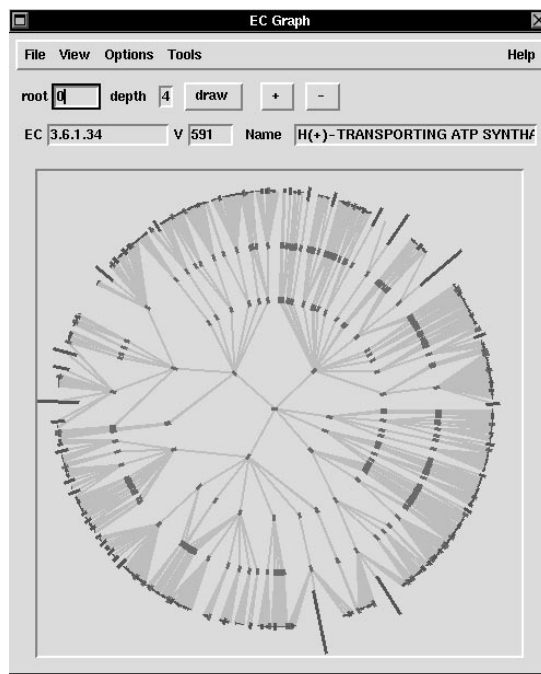 EC Graph
File View Options Tools Help
root 0 depth 4 draw + -
EC 3.6.1.34 V 591 Name H(+)-TRANSPORTING ATP SYNTHA